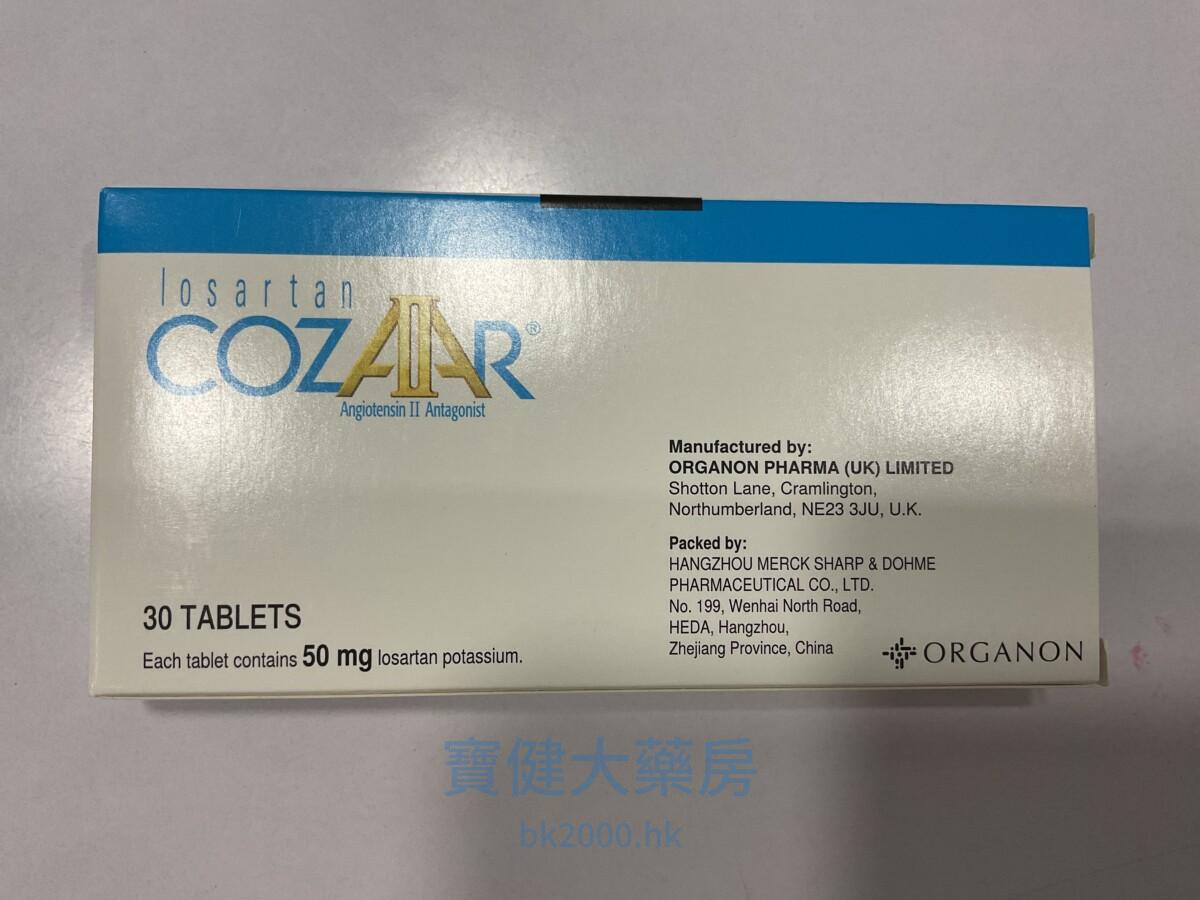 losartan
COZAAR®
Angiotensin II Antagonist
30 TABLETS
Each tablet contains 50 mg losartan potassium.
Manufactured by:
ORGANON PHARMA (UK) LIMITED
Shotton Lane, Cramlington,
Northumberland, NE23 3JU, U.K.
Packed by:
HANGZHOU MERCK SHARP & DOHME
PHARMACEUTICAL CO., LTD.
No. 199, Wenhai North Road,
HEDA, Hangzhou,
Zhejiang Province, China
ORGANON
寶健大藥房
bk2000.hk